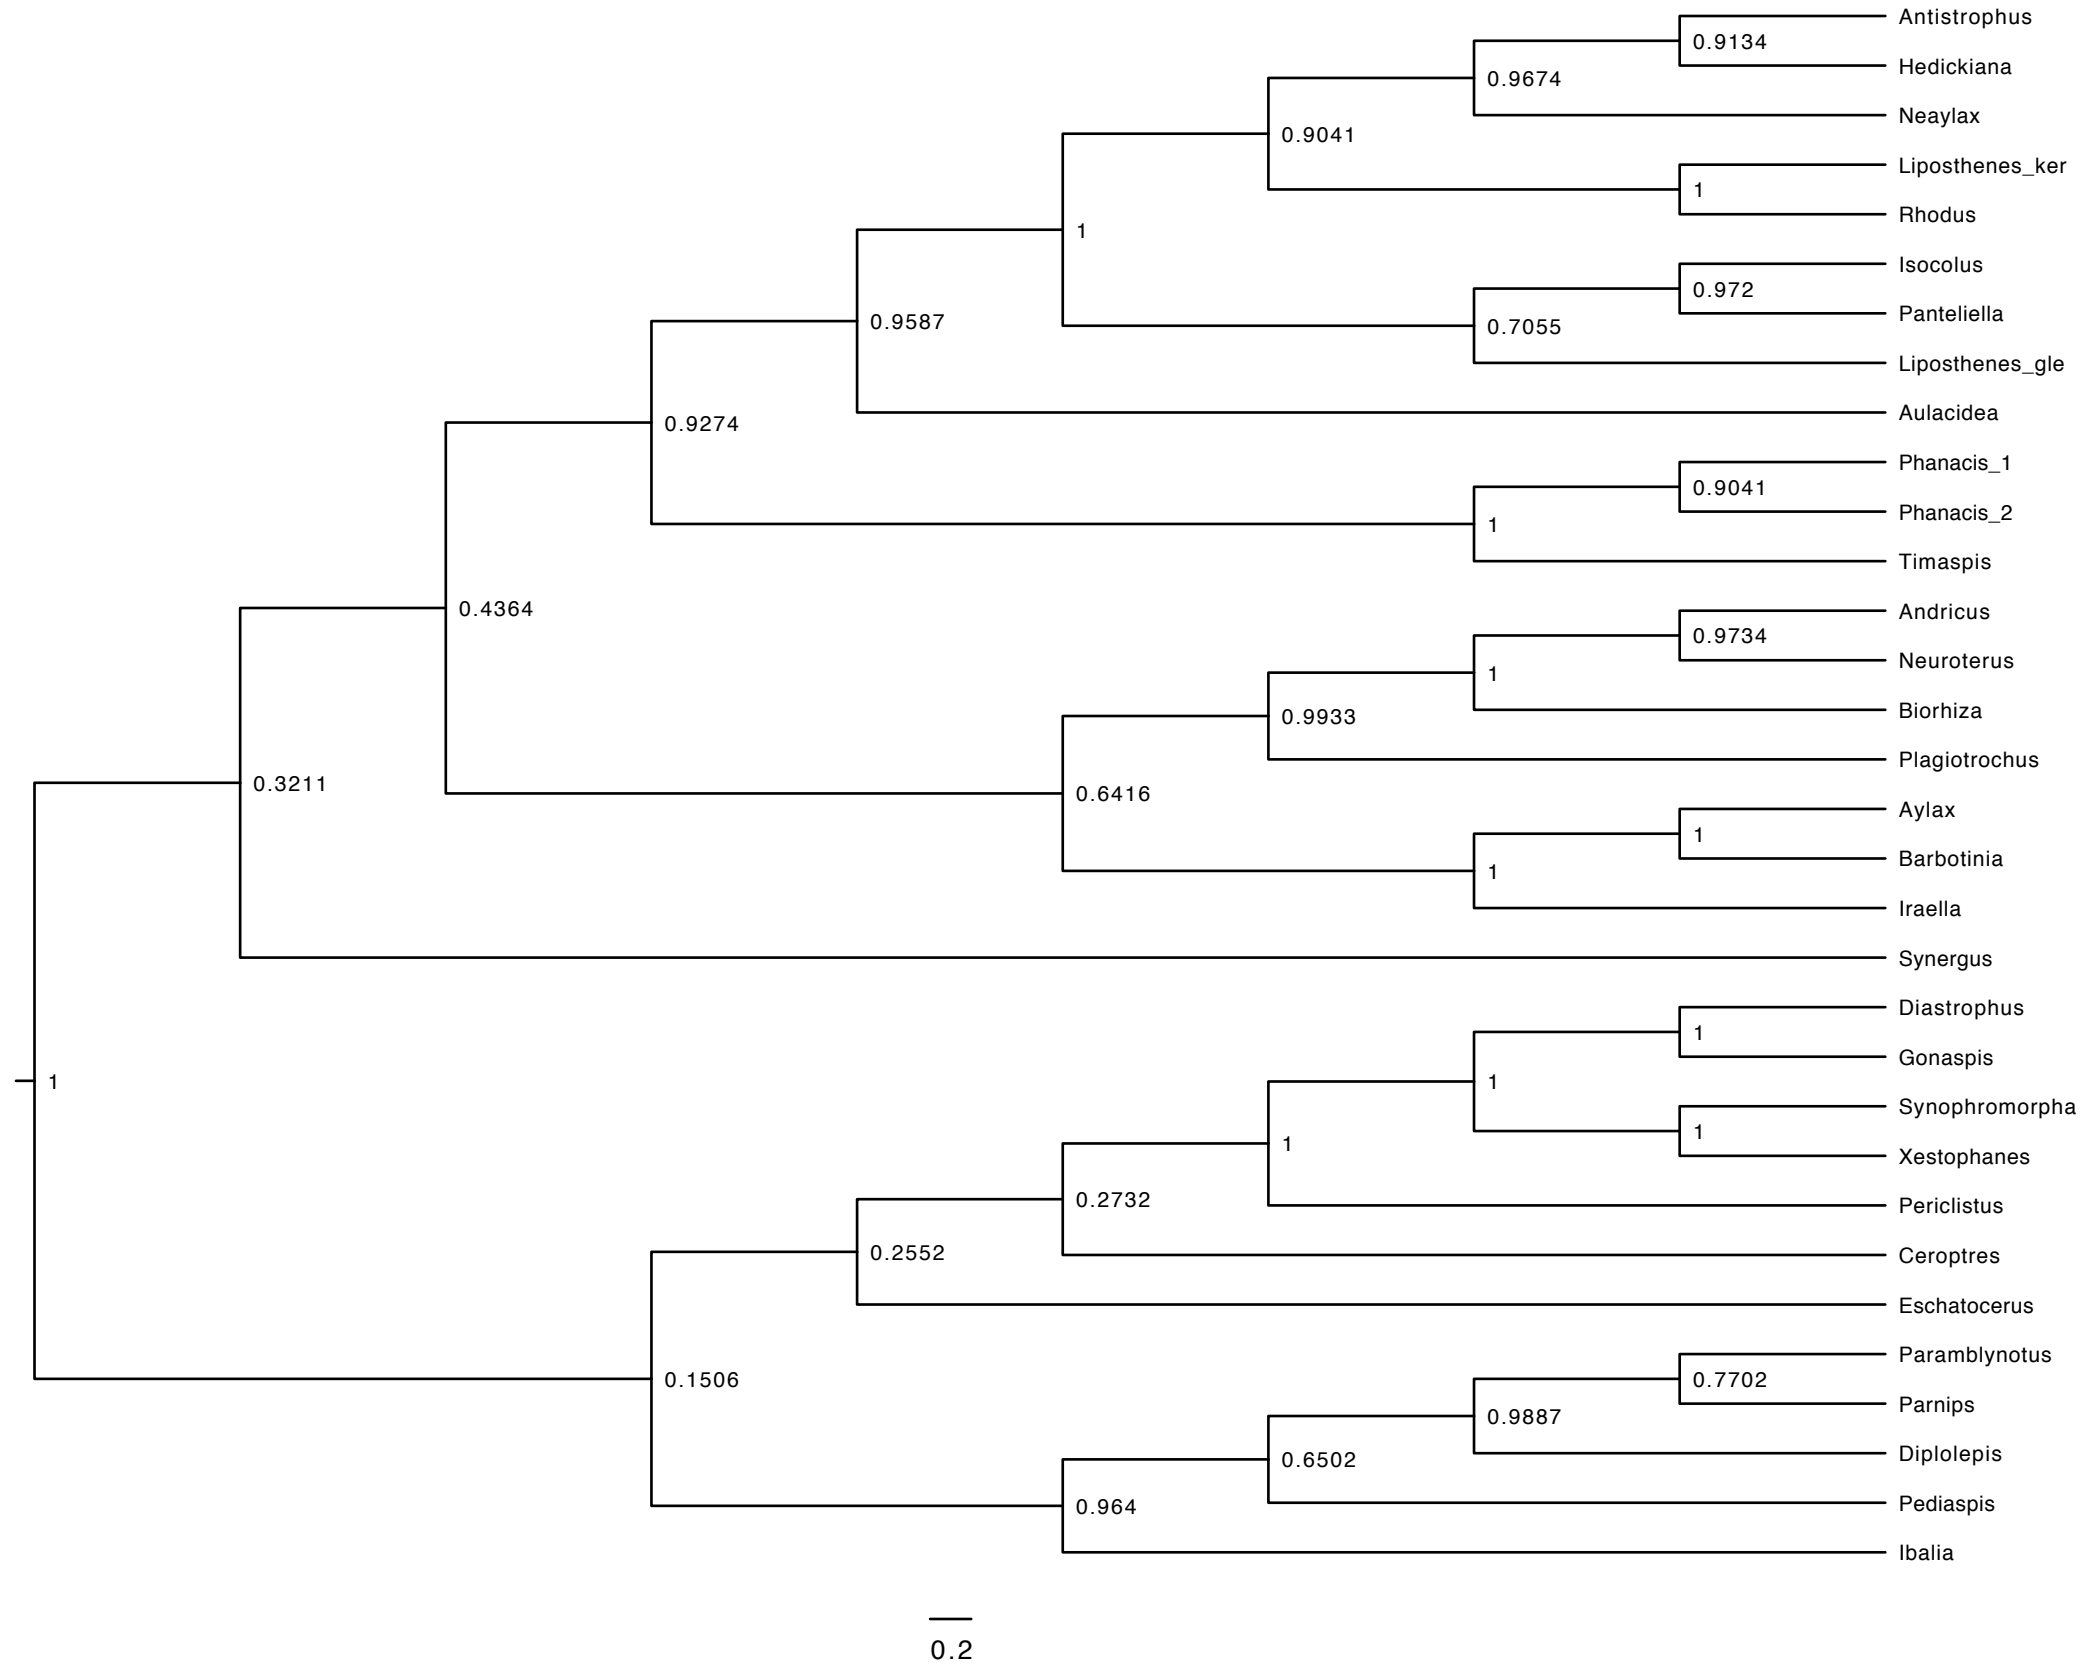 Antistrophus
0.9134
Hedickiana
0.9674
Neaylax
0.9041
Liposthenes_ker
1
Rhodus
1
Isocolus
0.972
Panteliella
0.9587
0.7055
Liposthenes_gle
Aulacidea
0.9274
Phanacis_1
0.9041
Phanacis_2
1
Timaspis
0.4364
Andricus
0.9734
Neuroterus
1
Biorhiza
0.9933
Plagiotrochus
0.3211
0.6416
Aylax
1
Barbotinia
1
Iraella
Synergus
Diastrophus
1
Gonaspis
1
1
Synophromorpha
1
Xestophanes
1
0.2732
Periclistus
0.2552
Ceroptres
Eschatocerus
Paramblynotus
0.1506
0.7702
Parnips
0.9887
Diplolepis
0.6502
Pediaspis
0.964
Ibalia
0.2